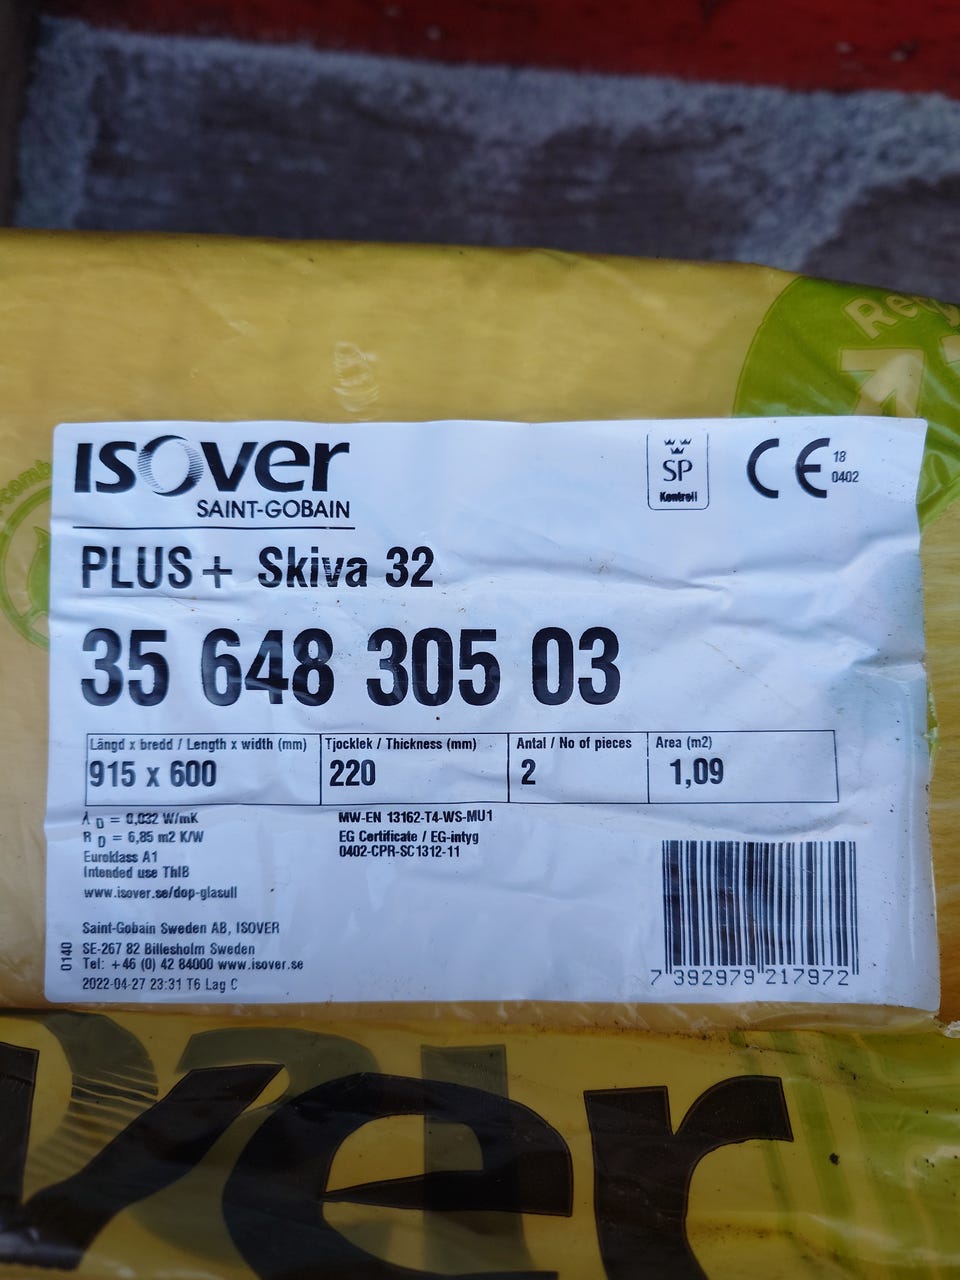 Re
comb
ISOVER
SAINT-GOBAIN
SP
Kontroll
CE
18
0402
PLUS+ Skiva 32
35 648 305 03
Längd x bredd / Length x width (mm)
915 x 600
Tjocklek / Thickness (mm)
220
Antal / No of pieces
2
Area (m2)
1,09
λ D = 0,032 W/mK
R D = 6,85 m2 K/W
Euroklass A1
Intended use ThIB
www.isover.se/dop-glasull
MW-EN 13162-T4-WS-MU1
EG Certificate / EG-intyg
0402-CPR-SC1312-11
Saint-Gobain Sweden AB, ISOVER
SE-267 82 Billesholm Sweden
Tel: +46 (0) 42 84000 www.isover.se
2022-04-27 23:31 T6 Lag C
0140
7 392979 217972
ver